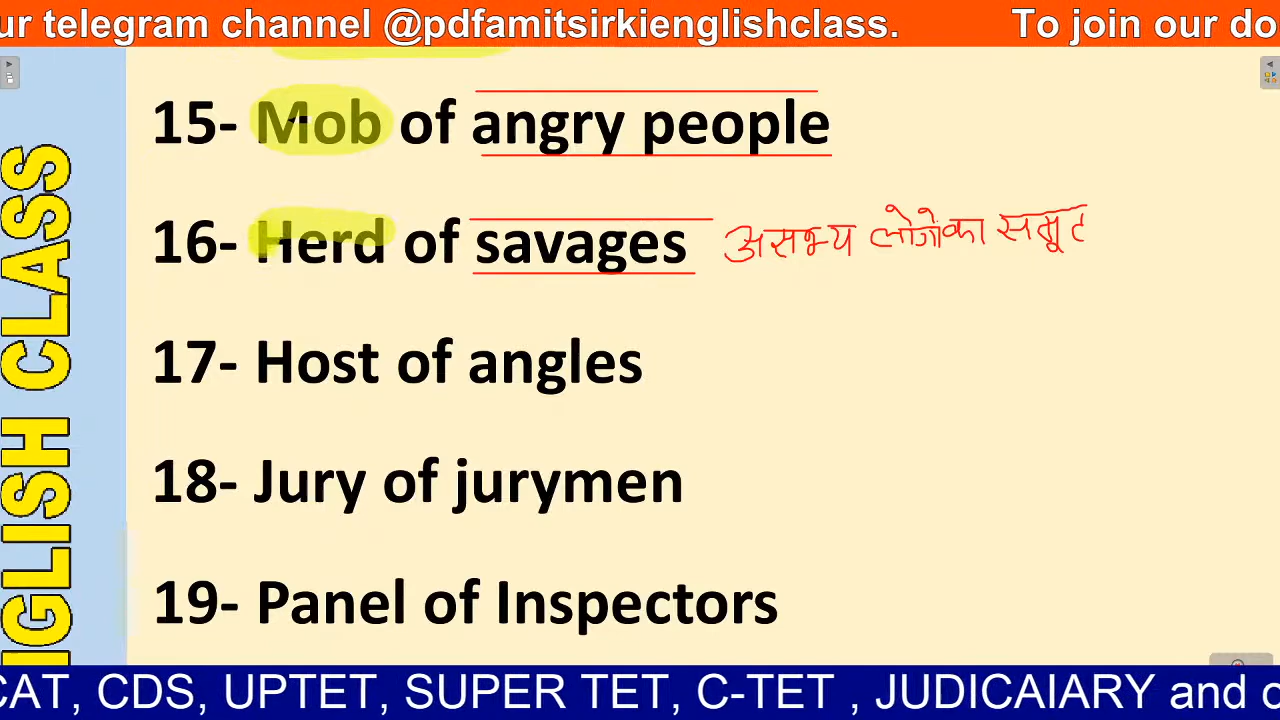 ur telegram channel @pdfamitsirkienglishclass. To join our do
15- Mob of angry people
16- Herd of savages असभ्य लोगों का समूह
17- Host of angles
18- Jury of jurymen
19- Panel of Inspectors
NGLISH CLASS
CAT, CDS, UPTET, SUPER TET, C-TET , JUDICAIARY and o